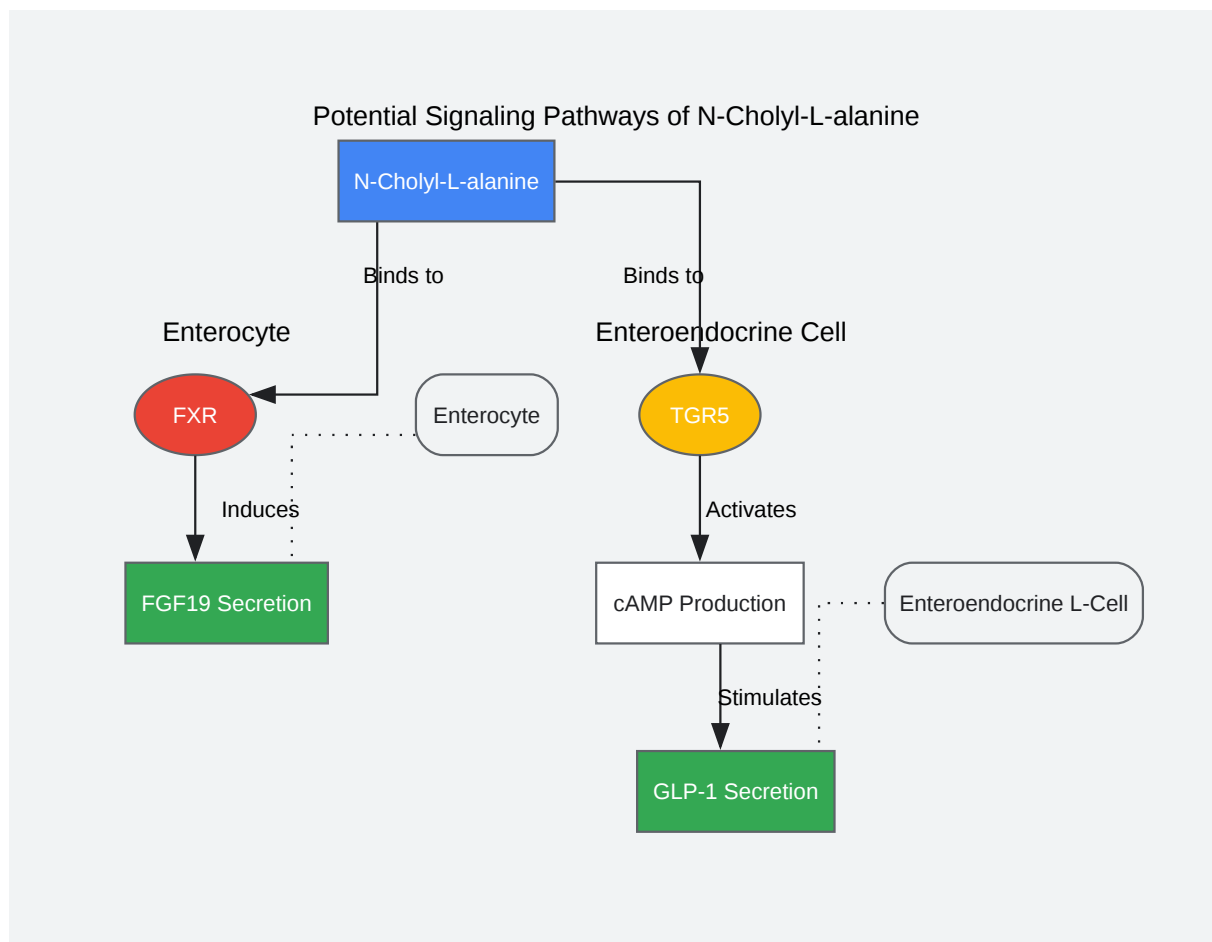 Potential Signaling Pathways of N-Cholyl-L-alanine
N-Cholyl-L-alanine
Binds to
Binds to
Enterocyte
Enteroendocrine Cell
FXR
Enterocyte
TGR5
Induces
Activates
FGF19 Secretion
cAMP Production
Enteroendocrine L-Cell
Stimulates
GLP-1 Secretion